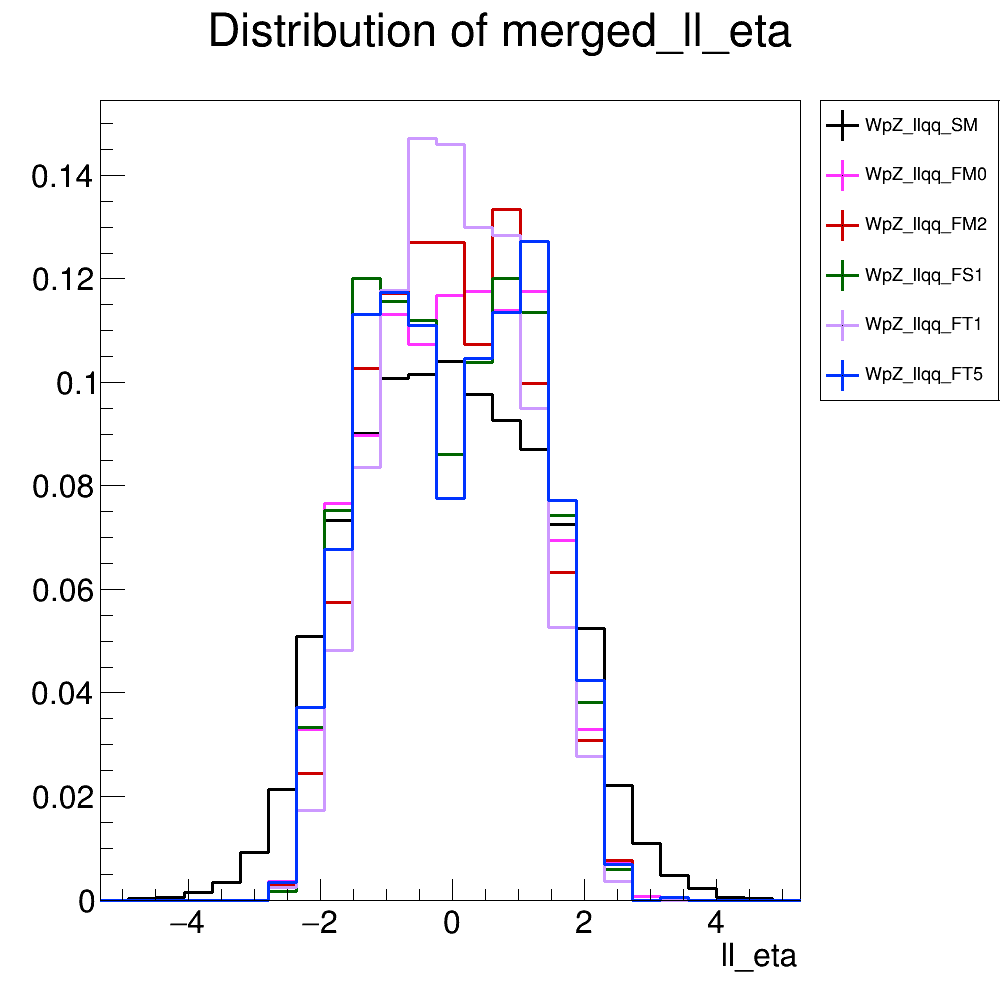 Distribution of merged_ll_eta
WpZ_llqq_SM
WpZ_llqq_FM0
WpZ_llqq_FM2
WpZ_llqq_FS1
WpZ_llqq_FT1
WpZ_llqq_FT5
0.14
0.12
0.1
0.08
0.06
0.04
0.02
0
−4 −2 0 2 4
ll_eta